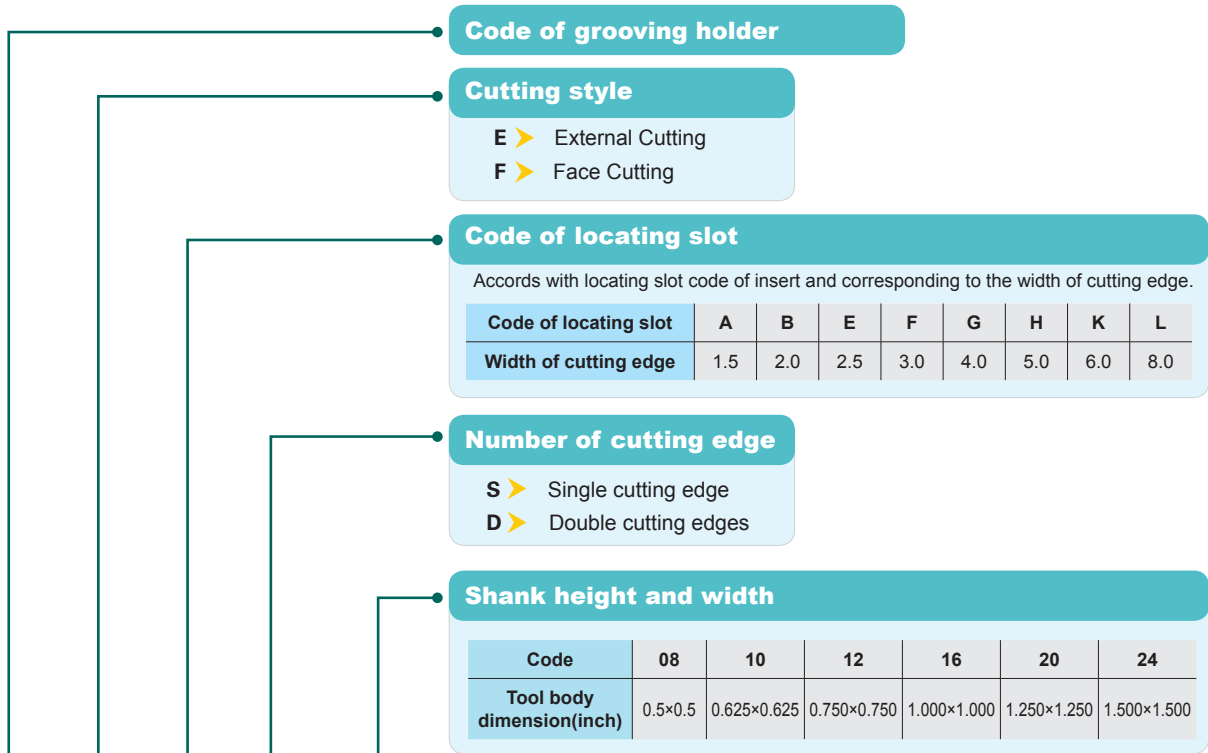 Code of grooving holder
Cutting style
E External Cutting
F Face Cutting
Code of locating slot
Accords with locating slot code of insert and corresponding to the width of cutting edge.
Code of locating slot A B E F G H K L
Width of cutting edge 1.5 2.0 2.5 3.0 4.0 5.0 6.0 8.0
Number of cutting edge
S Single cutting edge
D Double cutting edges
Shank height and width
Code 08 10 12 16 20 24
Tool body
dimension(inch) 0.5×0.5 0.625×0.625 0.750×0.750 1.000×1.000 1.250×1.250 1.500×1.500